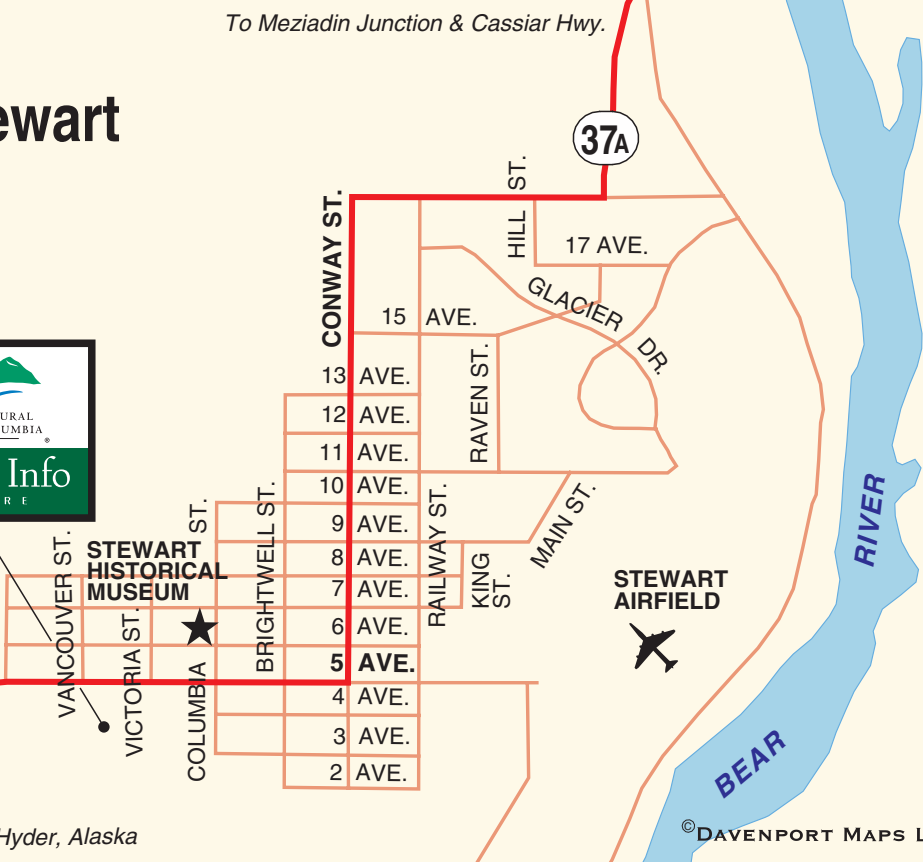 To Meziadin Junction & Cassiar Hwy.
ewart
37A
HILL ST.
CONWAY ST.
17 AVE.
GLACIER DR.
15 AVE.
13 AVE.
RAVEN ST.
12 AVE.
URAL
UMBIA
®
11 AVE.
Info
R E
10 AVE.
9 AVE.
MAIN ST.
RIVER
8 AVE.
RAILWAY ST.
KING
ST.
BRIGHTWELL ST.
COLUMBIA ST.
VANCOUVER ST.
STEWART
HISTORICAL
MUSEUM
7 AVE.
STEWART
AIRFIELD
VICTORIA ST.
6 AVE.
5 AVE.
4 AVE.
3 AVE.
2 AVE.
BEAR
Hyder, Alaska
©DAVENPORT MAPS L